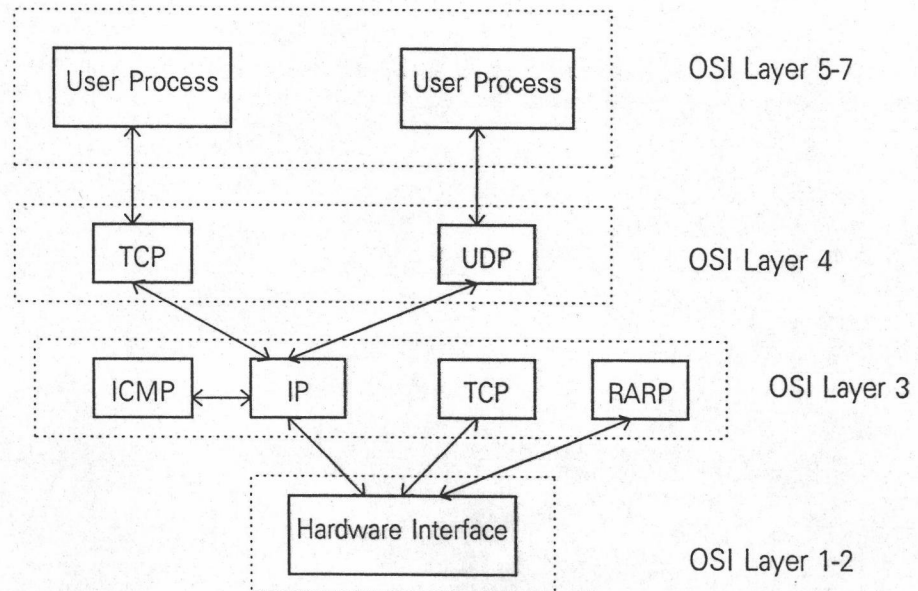 User Process
User Process
OSI Layer 5-7
TCP
UDP
OSI Layer 4
ICMP
IP
TCP
RARP
OSI Layer 3
Hardware Interface
OSI Layer 1-2